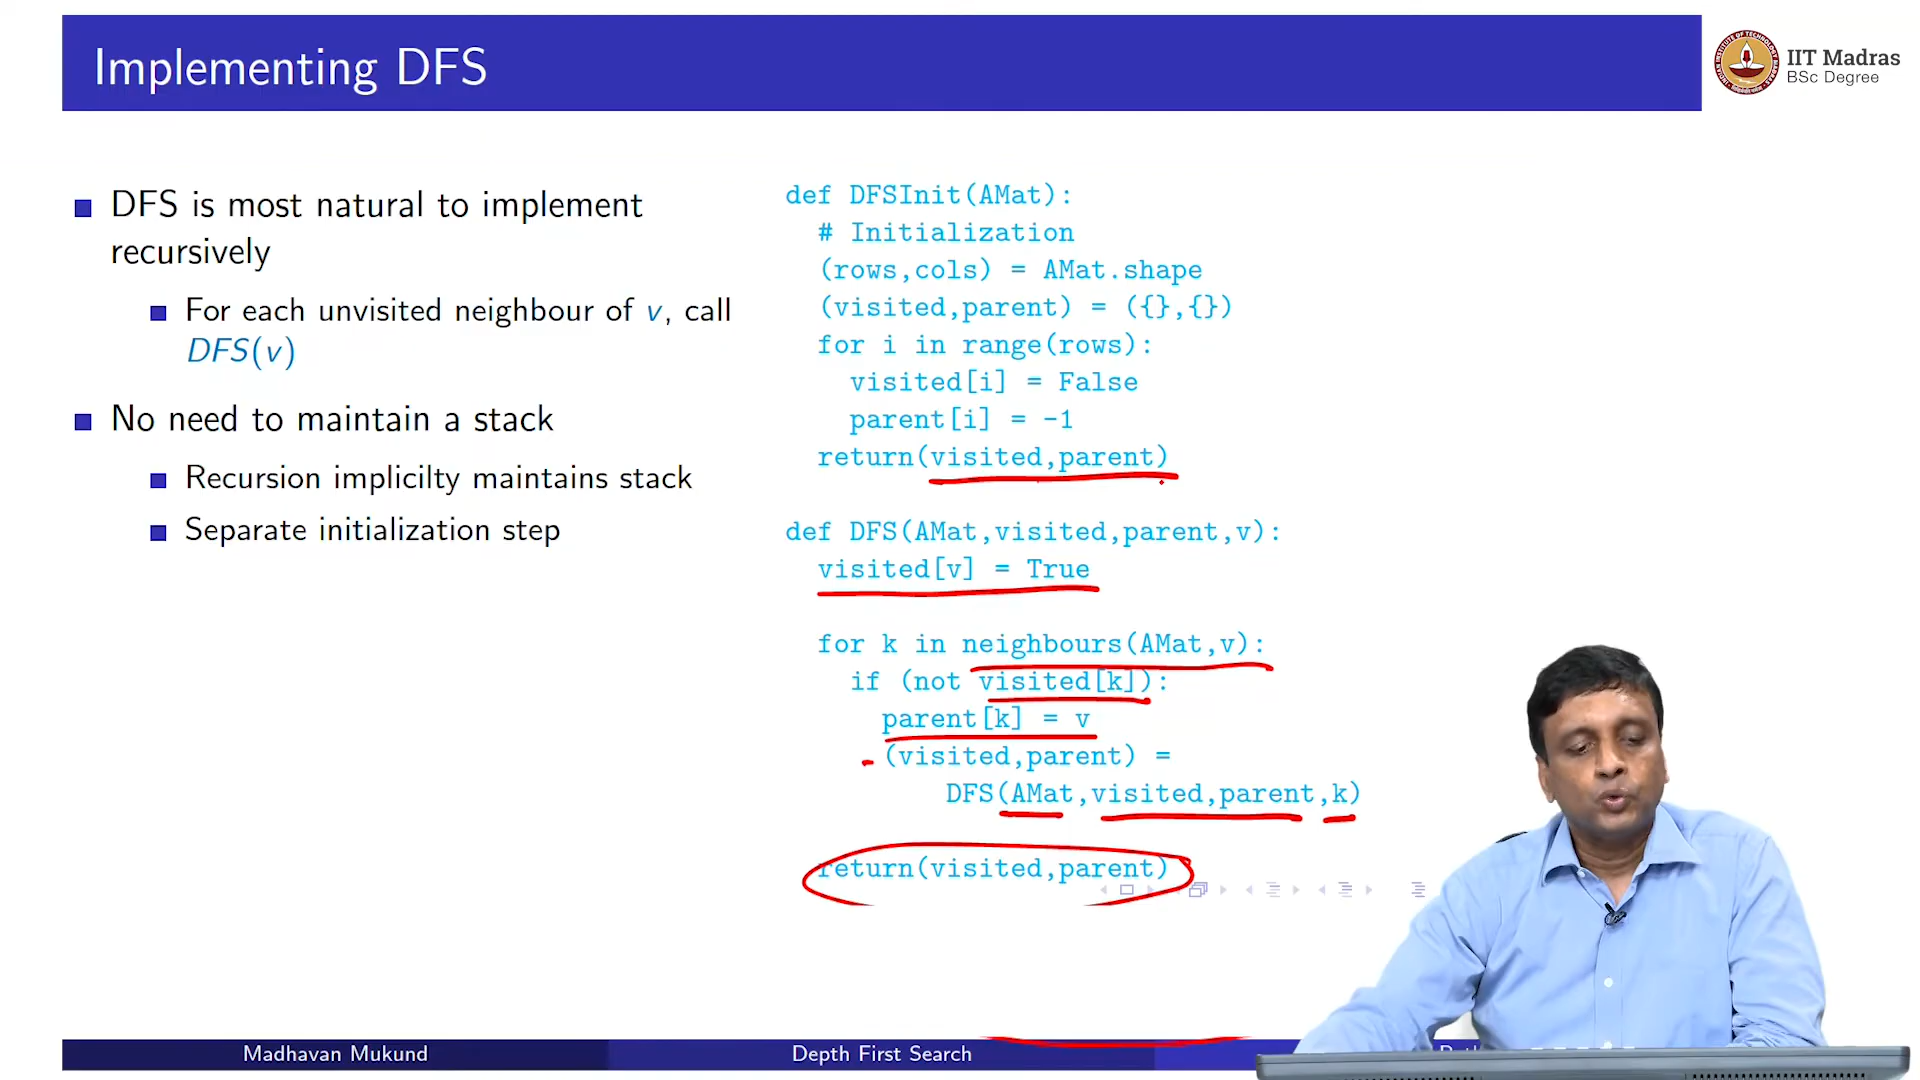 Implementing DFS
IIT Madras
BSc Degree
DFS is most natural to implement
recursively
For each unvisited neighbour of v, call
DFS(v)
No need to maintain a stack
Recursion implicilty maintains stack
Separate initialization step
def DFSInit(AMat):
# Initialization
(rows,cols) = AMat.shape
(visited,parent) = ({},{})
for i in range(rows):
visited[i] = False
parent[i] = -1
return(visited,parent)
def DFS(AMat,visited,parent,v):
visited[v] = True
for k in neighbours(AMat,v):
if (not visited[k]):
parent[k] = v
(visited,parent) =
DFS(AMat,visited,parent,k)
return(visited,parent)
Madhavan Mukund
Depth First Search